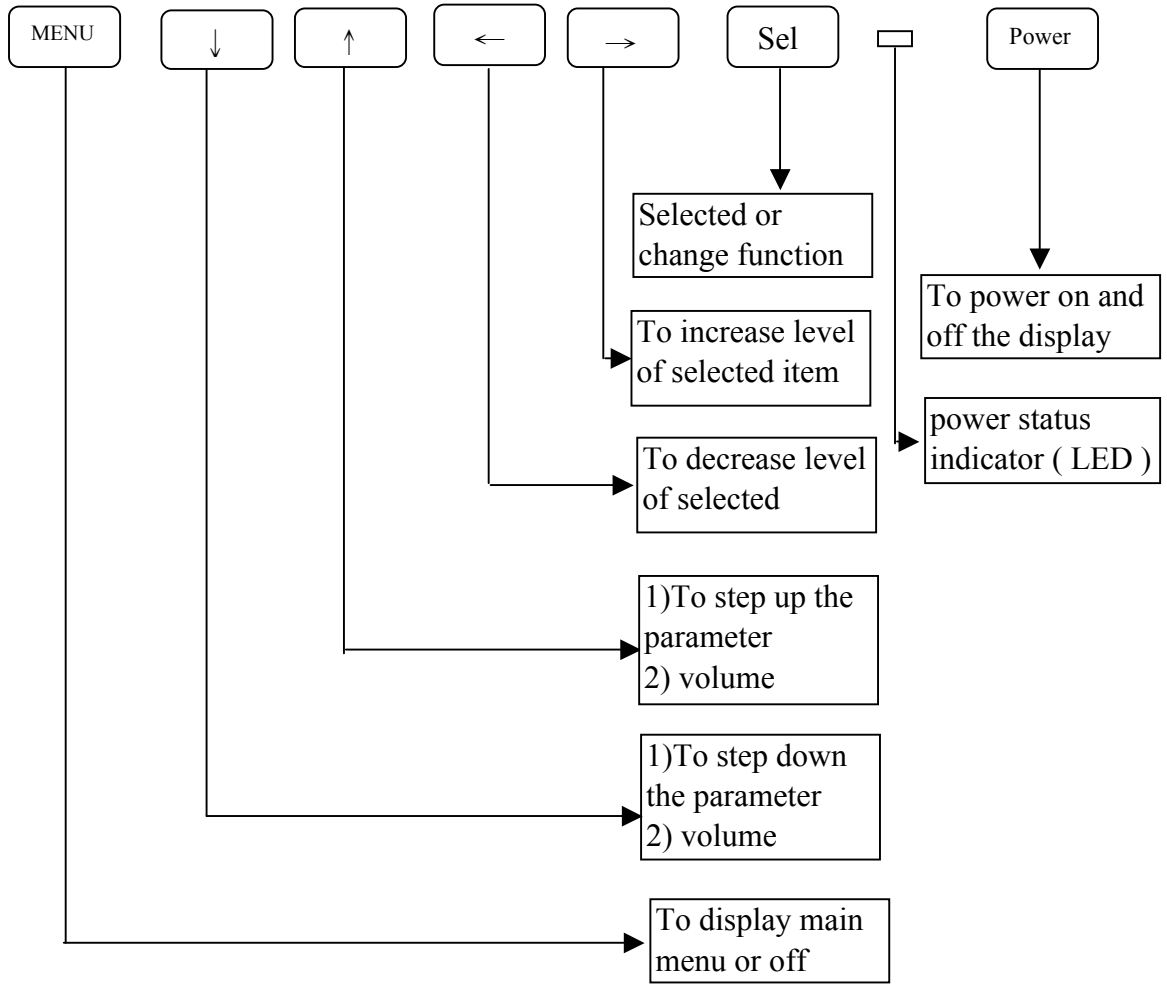 MENU
↓
↑
←
→
Sel
Power
Selected or
change function
To power on and
off the display
To increase level
of selected item
power status
indicator ( LED )
To decrease level
of selected
1)To step up the
parameter
2) volume
1)To step down
the parameter
2) volume
To display main
menu or off